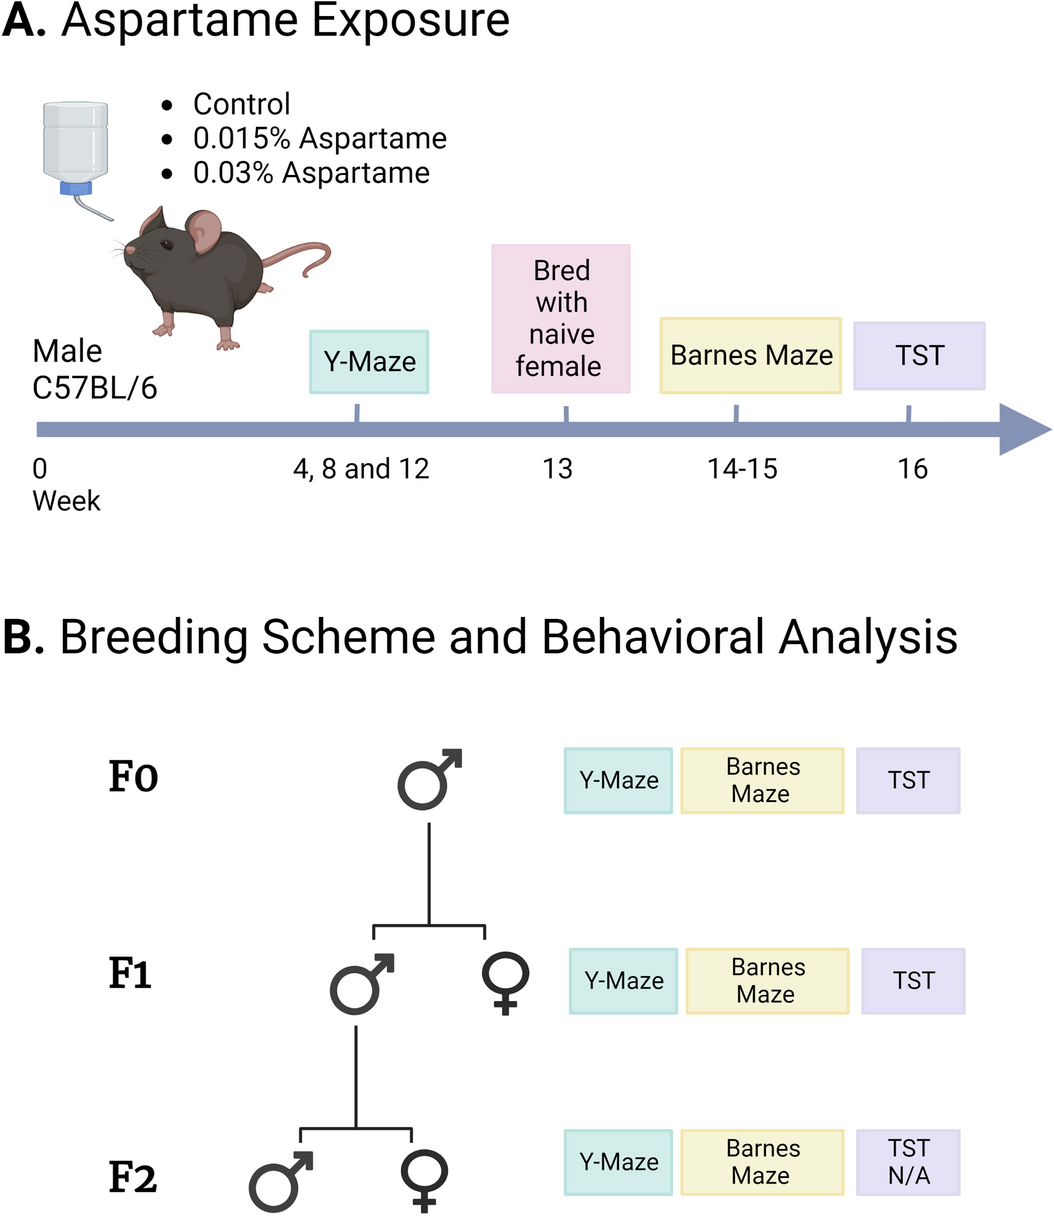 A. Aspartame Exposure
• Control
• 0.015% Aspartame
• 0.03% Aspartame
Male
C57BL/6
Y-Maze
Bred
with
naive
female
Barnes Maze
TST
0
Week
4, 8 and 12
13
14-15
16
B. Breeding Scheme and Behavioral Analysis
F0
Y-Maze
Barnes
Maze
TST
F1
Y-Maze
Barnes
Maze
TST
F2
Y-Maze
Barnes
Maze
TST
N/A